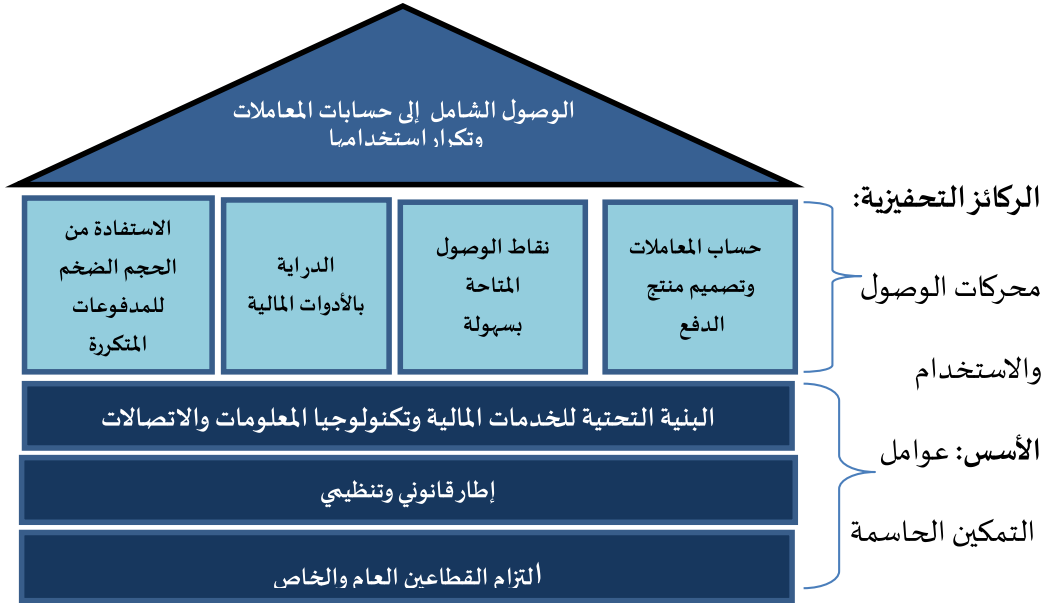 الوصول الشامل إلى حسابات المعاملات
وتكرار استخدامها
الركائز التحفيزية:
محركات الوصول
والاستخدام
حساب المعاملات
وتصميم منتج
الدفع
نقاط الوصول
المتاحة
بسهولة
الدراية
بالأدوات المالية
الاستفادة من
الحجم الضخم
للمدفوعات
المتكررة
الأسس: عوامل
التمكين الحاسمة
البنية التحتية للخدمات المالية وتكنولوجيا المعلومات والاتصالات
إطار قانوني وتنظيمي
ألتزام القطاعين العام والخاص